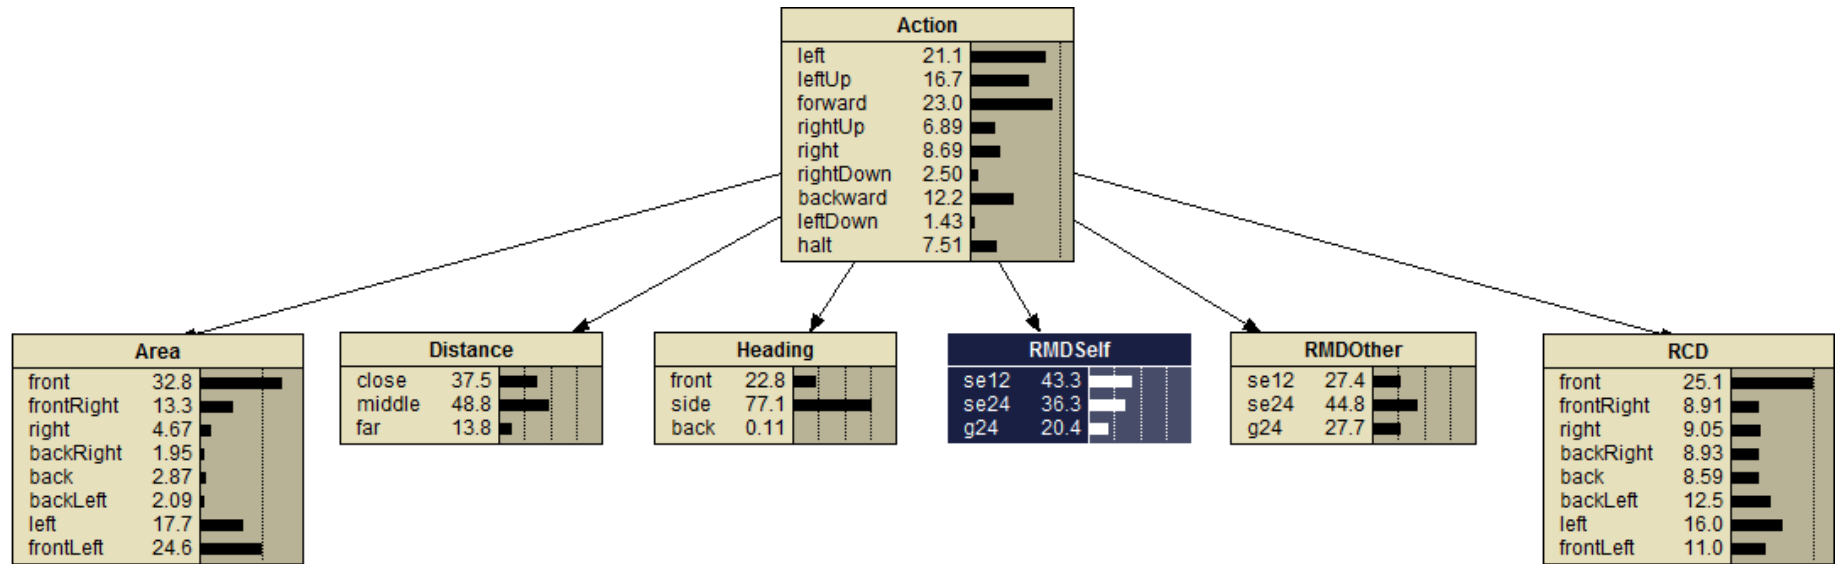 Action
left 21.1
leftUp 16.7
forward 23.0
rightUp 6.89
right 8.69
rightDown 2.50
backward 12.2
leftDown 1.43
halt 7.51
Area
front 32.8
frontRight 13.3
right 4.67
backRight 1.95
back 2.87
backLeft 2.09
left 17.7
frontLeft 24.6
Distance
close 37.5
middle 48.8
far 13.8
Heading
front 22.8
side 77.1
back 0.11
RMDSelf
se12 43.3
se24 36.3
g24 20.4
RMDOther
se12 27.4
se24 44.8
g24 27.7
RCD
front 25.1
frontRight 8.91
right 9.05
backRight 8.93
back 8.59
backLeft 12.5
left 16.0
frontLeft 11.0